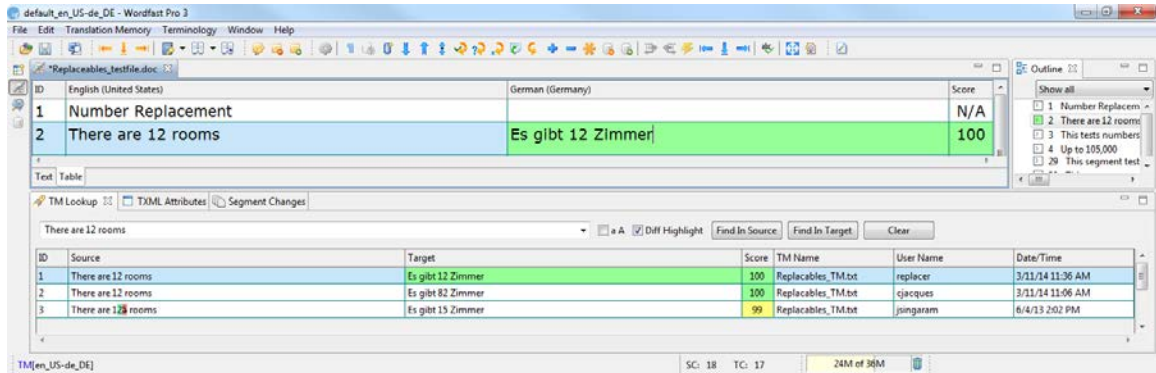 default_en_US-de_DE - Wordfast Pro 3
File Edit Translation Memory Terminology Window Help
*Replaceables_testfile.doc
Outline
ID English (United States) German (Germany) Score
Show all
1 Number Replacement N/A
1 Number Replacem
2 There are 12 rooms Es gibt 12 Zimmer 100
2 There are 12 rooms
3 This tests numbers
4 Up to 105,000
29 This segment test
Text Table
TM Lookup TXML Attributes Segment Changes
There are 12 rooms a A Diff Highlight Find In Source Find In Target Clear
ID Source Target Score TM Name User Name Date/Time
1 There are 12 rooms Es gibt 12 Zimmer 100 Replacables_TM.txt replacer 3/11/14 11:36 AM
2 There are 12 rooms Es gibt 82 Zimmer 100 Replacables_TM.txt cjacques 3/11/14 11:06 AM
3 There are 125 rooms Es gibt 15 Zimmer 99 Replacables_TM.txt jsingaram 6/4/13 2:02 PM
TM[en_US-de_DE] SC: 18 TC: 17 24M of 36M